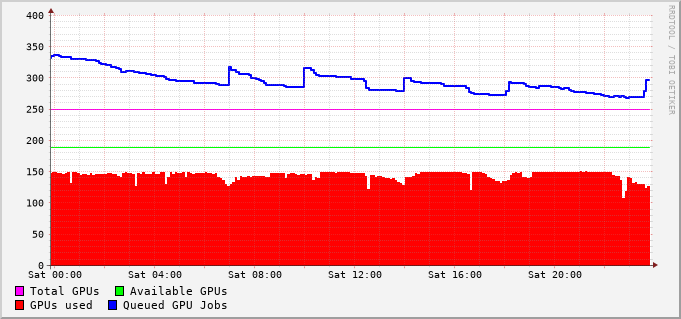 400
350
300
250
200
150
100
50
0
Sat 00:00 Sat 04:00 Sat 08:00 Sat 12:00 Sat 16:00 Sat 20:00
Total GPUs Available GPUs
GPUs used Queued GPU Jobs
RRDTOOL / TOBI OETIKER